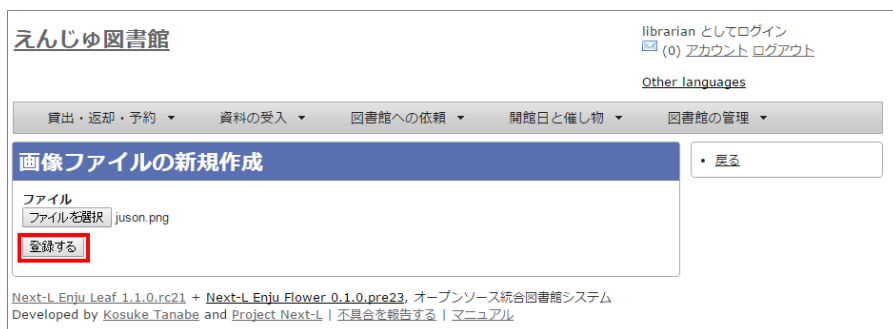 えんじゅ図書館
librarian としてログイン
(0) アカウント ログアウト
Other languages
貸出・返却・予約 ▼ 資料の受入 ▼ 図書館への依頼 ▼ 開館日と催し物 ▼ 図書館の管理 ▼
画像ファイルの新規作成
• 戻る
ファイル
ファイルを選択 juson.png
登録する
Next-L Enju Leaf 1.1.0.rc21 + Next-L Enju Flower 0.1.0.pre23, オープンソース統合図書館システム
Developed by Kosuke Tanabe and Project Next-L | 不具合を報告する | マニュアル